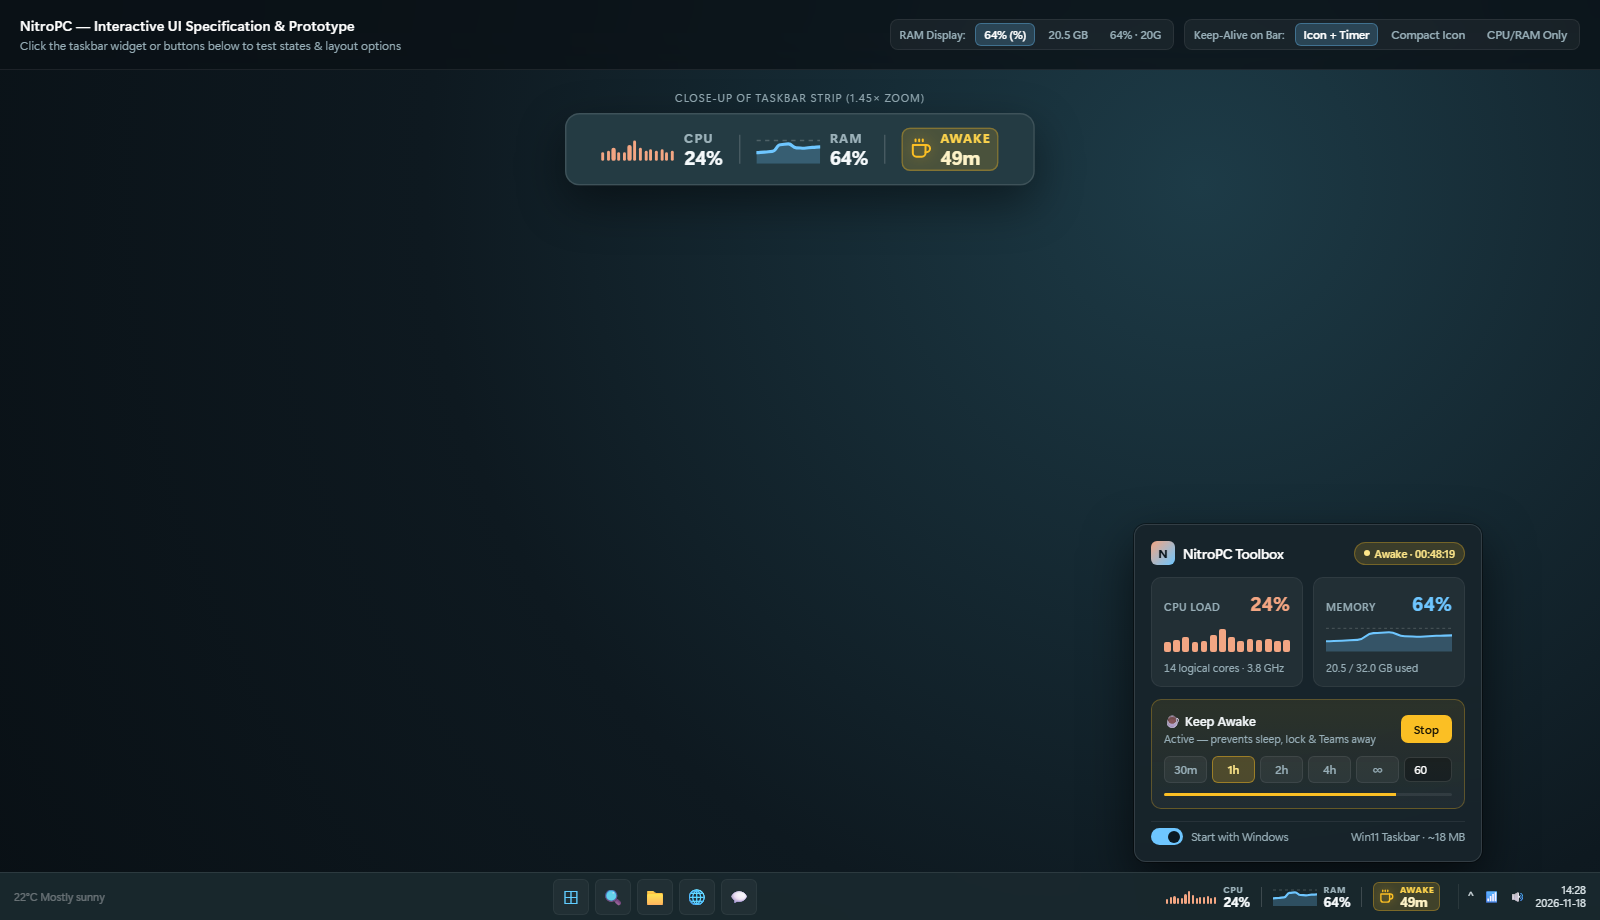 NitroPC — Interactive UI Specification & Prototype
Click the taskbar widget or buttons below to test states & layout options
RAM Display: 64% (%) 20.5 GB 64% · 20G
Keep-Alive on Bar: Icon + Timer Compact Icon CPU/RAM Only
CLOSE-UP OF TASKBAR STRIP (1.45× ZOOM)
CPU
24%
RAM
64%
AWAKE
49m
N NitroPC Toolbox Awake · 00:48:19
CPU LOAD 24%
14 logical cores · 3.8 GHz
MEMORY 64%
20.5 / 32.0 GB used
Keep Awake
Active — prevents sleep, lock & Teams away
Stop
30m 1h 2h 4h ∞ 60
Start with Windows Win11 Taskbar · ~18 MB
22°C Mostly sunny
CPU
24%
RAM
64%
AWAKE
49m
^
14:28
2026-11-18